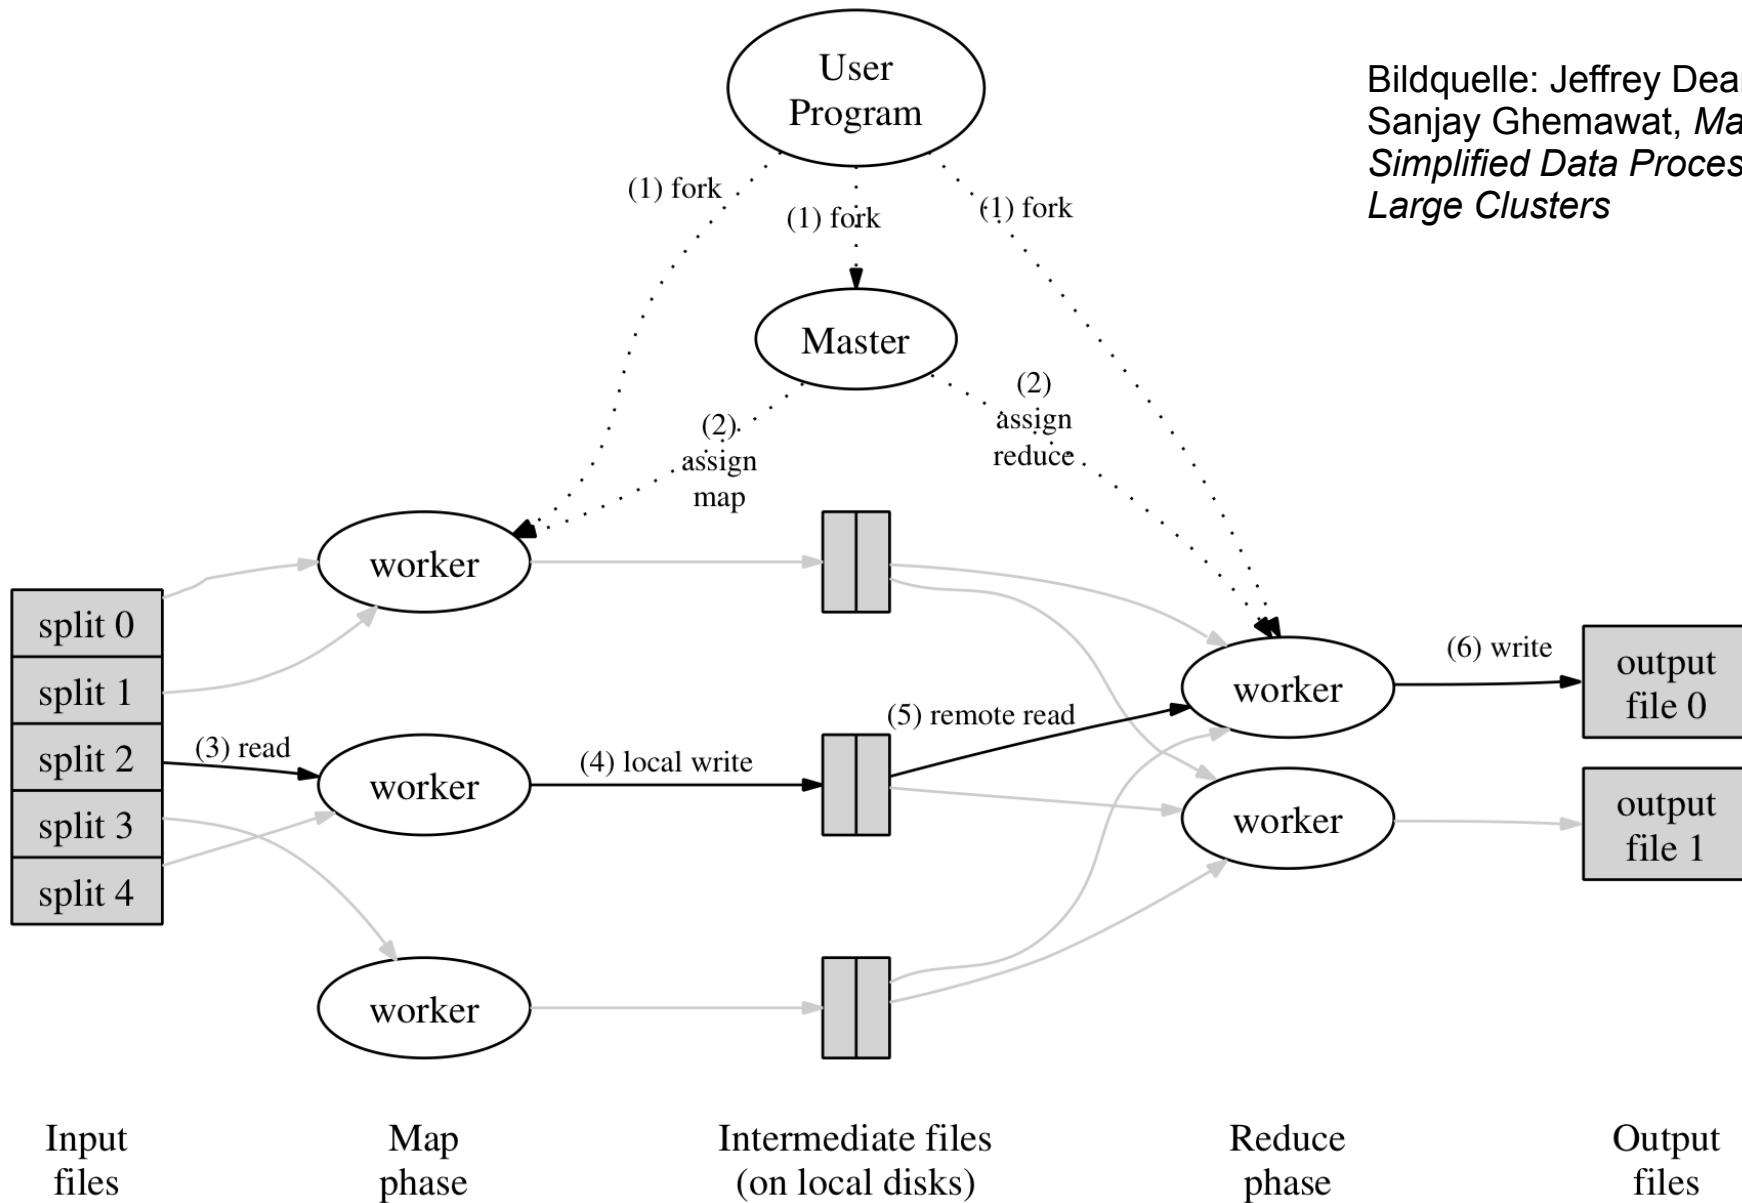 User
Program
Bildquelle: Jeffrey
Sanjay Ghemawat,
Simplified Data
Large Clusters
(1) fork
(1) fork
(1) fork
Master
(2)
assign
map
(2)
assign
reduce
worker
split 0
split 1
split 2
split 3
split 4
(3) read
worker
(4) local write
(5) remote read
worker
(6) write
output
file 0
worker
output
file 1
worker
Input
files
Map
phase
Intermediate files
(on local disks)
Reduce
phase
Output
files